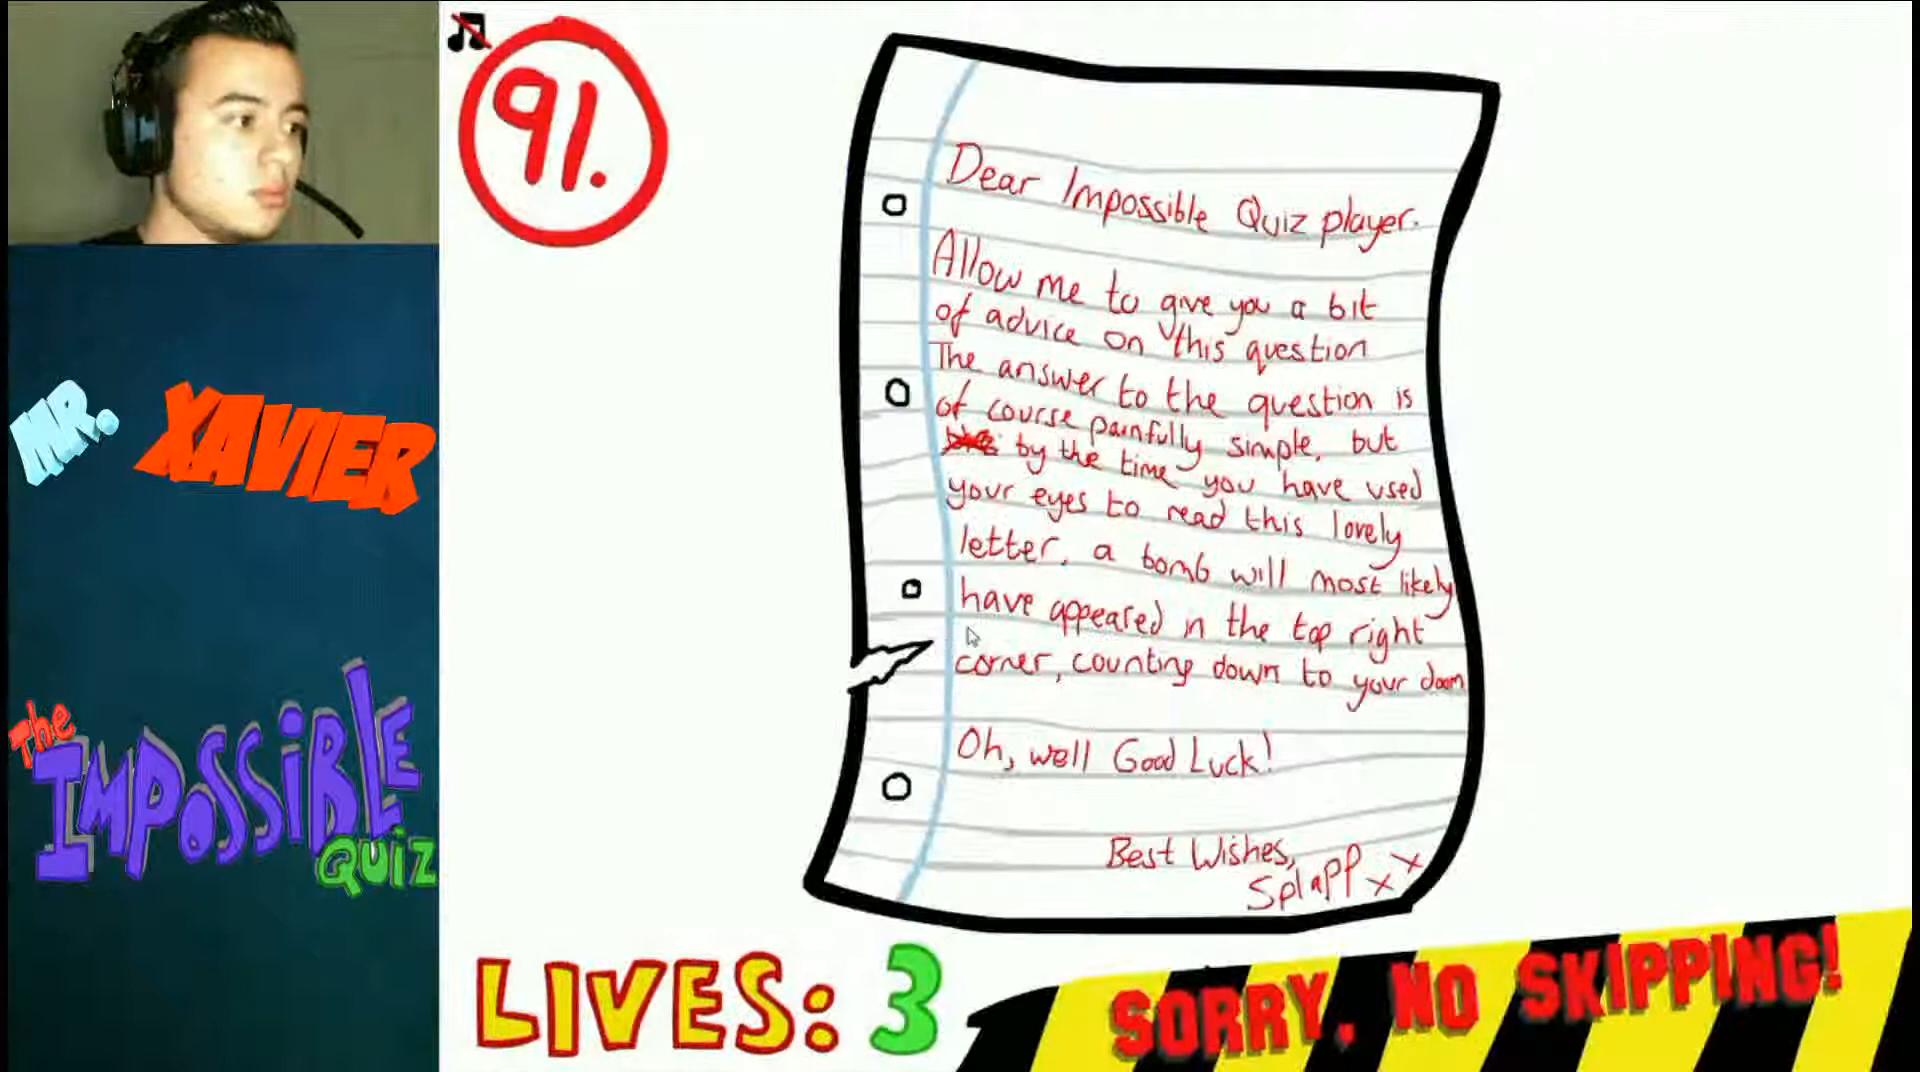 91.
Dear Impossible Quiz player.
Allow me to give you a bit
of advice on this question
The answer to the question is
of course painfully simple, but
by the time you have used
your eyes to read this lovely
letter, a bomb will most likely
have appeared in the top right
corner, counting down to your doom
Oh, well Good Luck!
Best Wishes,
Splapp x x
MR. XAVIER
The
IMPOSSIBLE
QUIZ
LIVES: 3
SORRY, NO SKIPPING!